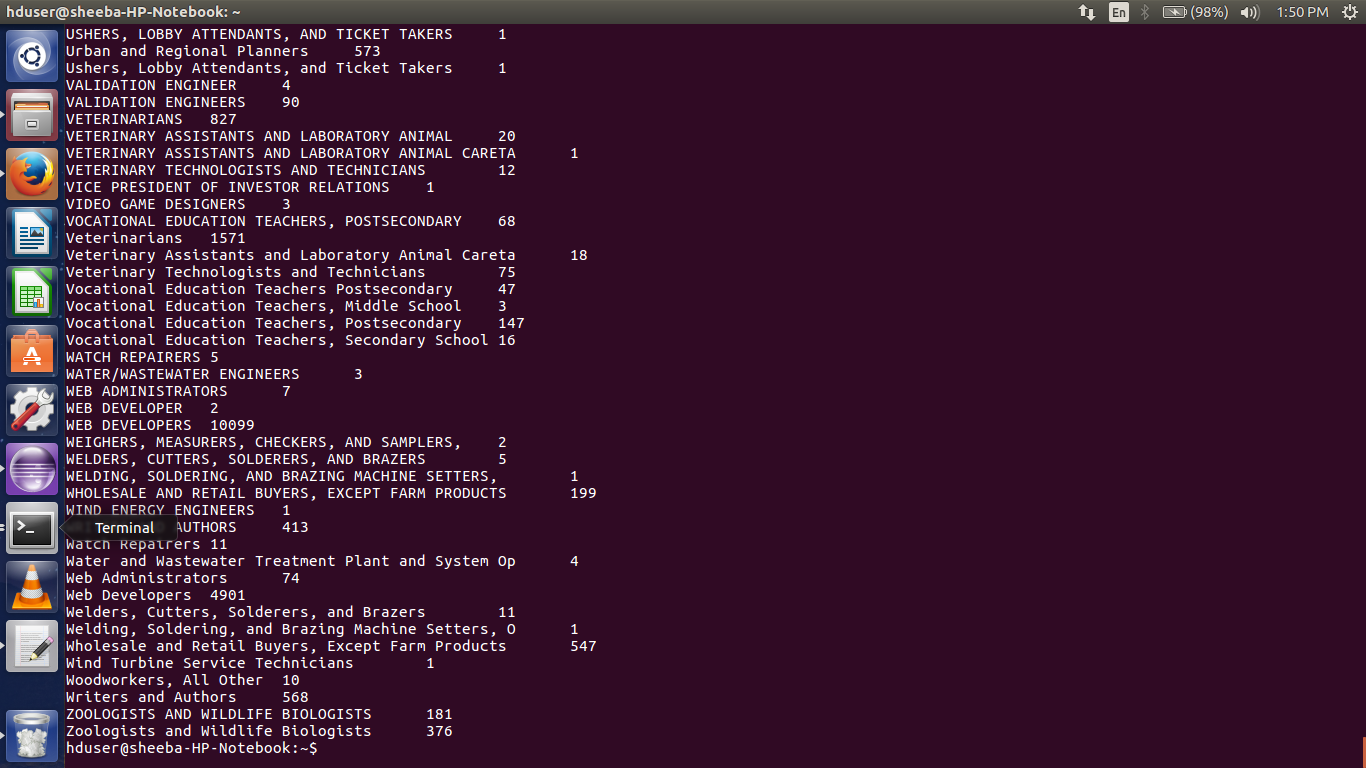 hduser@sheeba-HP-Notebook: ~ En (98%) 1:50 PM
USHERS, LOBBY ATTENDANTS, AND TICKET TAKERS 1
Urban and Regional Planners 573
Ushers, Lobby Attendants, and Ticket Takers 1
VALIDATION ENGINEER 4
VALIDATION ENGINEERS 90
VETERINARIANS 827
VETERINARY ASSISTANTS AND LABORATORY ANIMAL 20
VETERINARY ASSISTANTS AND LABORATORY ANIMAL CARETA 1
VETERINARY TECHNOLOGISTS AND TECHNICIANS 12
VICE PRESIDENT OF INVESTOR RELATIONS 1
VIDEO GAME DESIGNERS 3
VOCATIONAL EDUCATION TEACHERS, POSTSECONDARY 68
Veterinarians 1571
Veterinary Assistants and Laboratory Animal Careta 18
Veterinary Technologists and Technicians 75
Vocational Education Teachers Postsecondary 47
Vocational Education Teachers, Middle School 3
Vocational Education Teachers, Postsecondary 147
Vocational Education Teachers, Secondary School 16
WATCH REPAIRERS 5
WATER/WASTEWATER ENGINEERS 3
WEB ADMINISTRATORS 7
WEB DEVELOPER 2
WEB DEVELOPERS 10099
WEIGHERS, MEASURERS, CHECKERS, AND SAMPLERS, 2
WELDERS, CUTTERS, SOLDERERS, AND BRAZERS 5
WELDING, SOLDERING, AND BRAZING MACHINE SETTERS, 1
WHOLESALE AND RETAIL BUYERS, EXCEPT FARM PRODUCTS 199
WIND ENERGY ENGINEERS 1
Terminal AUTHORS 413
Watch Repairers 11
Water and Wastewater Treatment Plant and System Op 4
Web Administrators 74
Web Developers 4901
Welders, Cutters, Solderers, and Brazers 11
Welding, Soldering, and Brazing Machine Setters, O 1
Wholesale and Retail Buyers, Except Farm Products 547
Wind Turbine Service Technicians 1
Woodworkers, All Other 10
Writers and Authors 568
ZOOLOGISTS AND WILDLIFE BIOLOGISTS 181
Zoologists and Wildlife Biologists 376
hduser@sheeba-HP-Notebook:~$